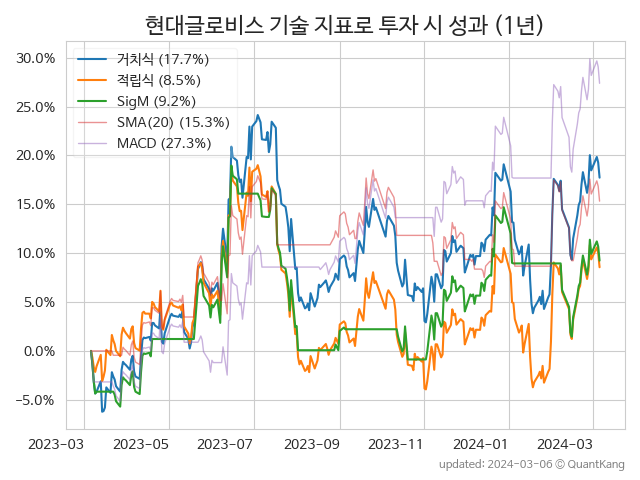 현대글로비스 기술 지표로 투자 시 성과 (1년)
30.0%
25.0%
20.0%
15.0%
10.0%
5.0%
0.0%
−5.0%
거치식 (17.7%)
적립식 (8.5%)
SigM (9.2%)
SMA(20) (15.3%)
MACD (27.3%)
2023-03 2023-05 2023-07 2023-09 2023-11 2024-01 2024-03
updated: 2024-03-06 © QuantKang